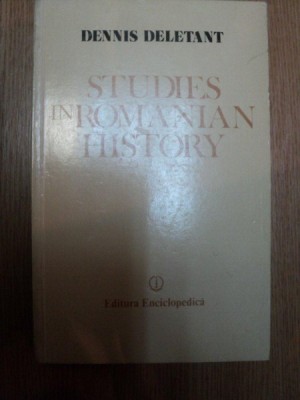 DENNIS DELETANT
STUDIES
IN ROMANIAN
HISTORY
Editura Enciclopedică